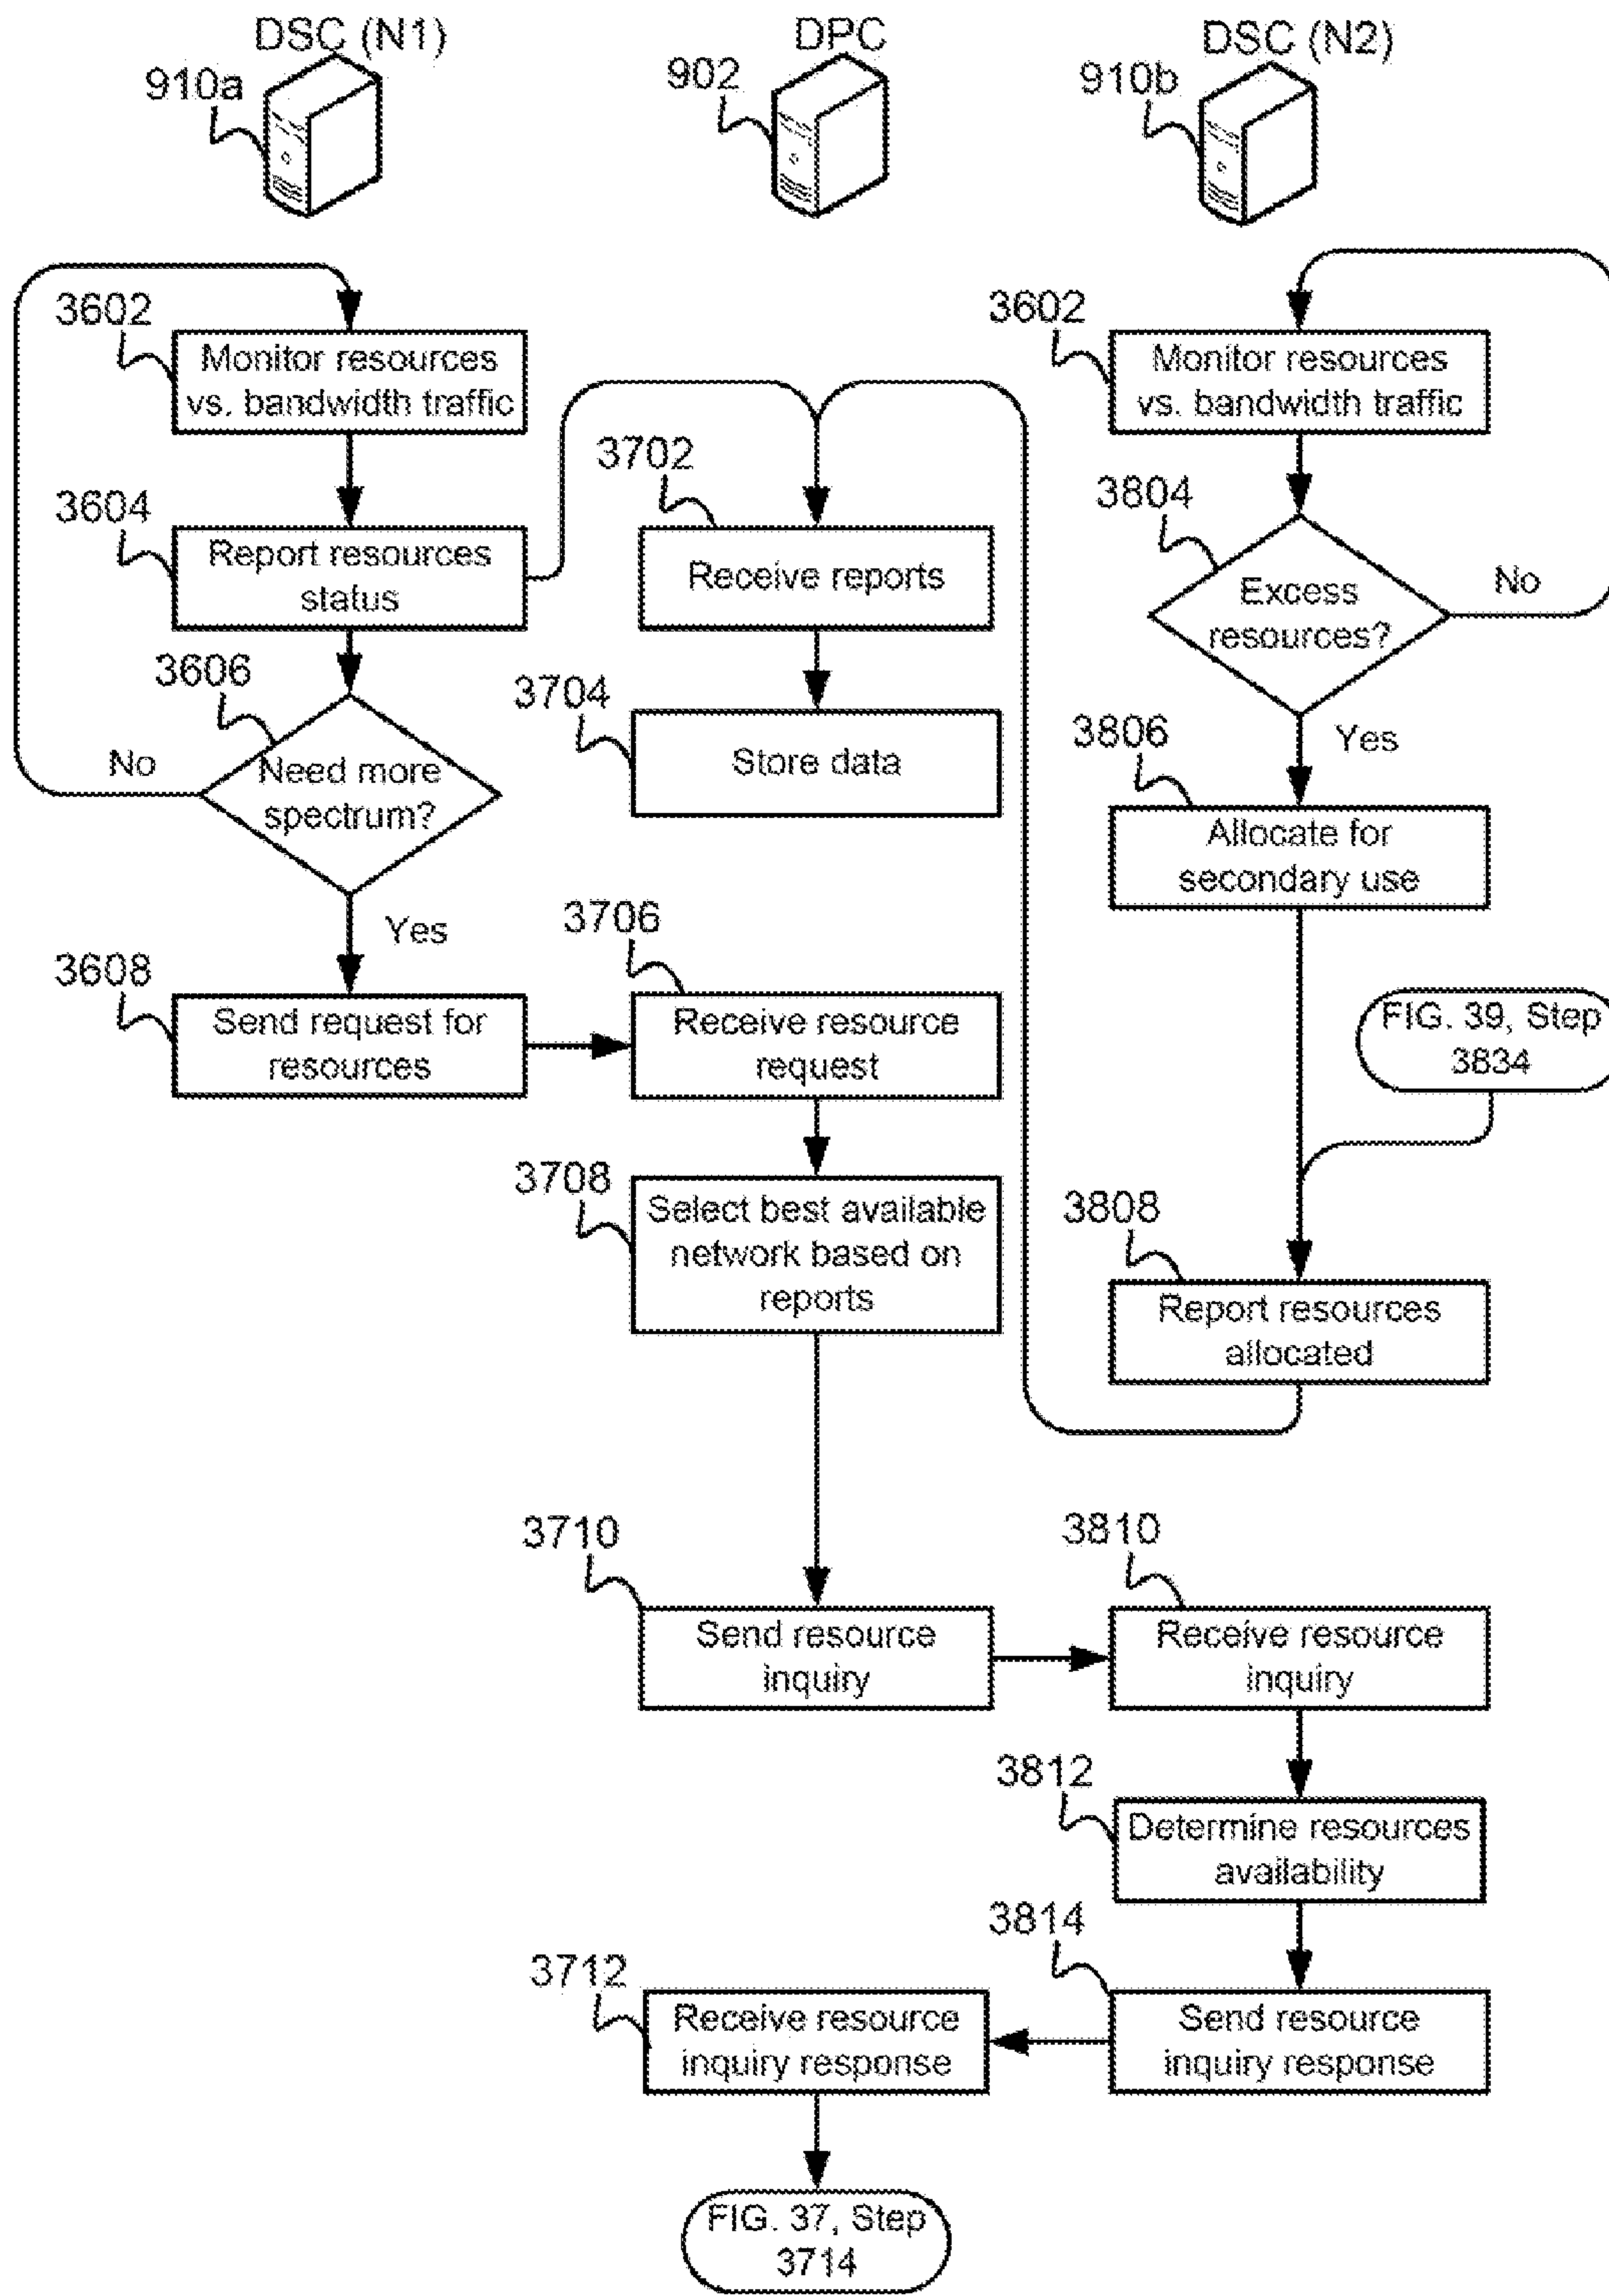 DSC (N1)
DPC
DSC (N2)
910a
902
910b
3602
Monitor resources
vs. bandwidth traffic
3602
Monitor resources
vs. bandwidth traffic
3604
Report resources
status
3702
Receive reports
3804
Excess
resources?
No
3606
Need more
spectrum?
No
3704
Store data
Yes
3806
Allocate for
secondary use
Yes
3608
Send request for
resources
3706
Receive resource
request
FIG. 39, Step
3834
3708
Select best available
network based on
reports
3808
Report resources
allocated
3710
Send resource
inquiry
3810
Receive resource
inquiry
3812
Determine resources
availability
3814
Send resource
inquiry response
3712
Receive resource
inquiry response
FIG. 37, Step
3714